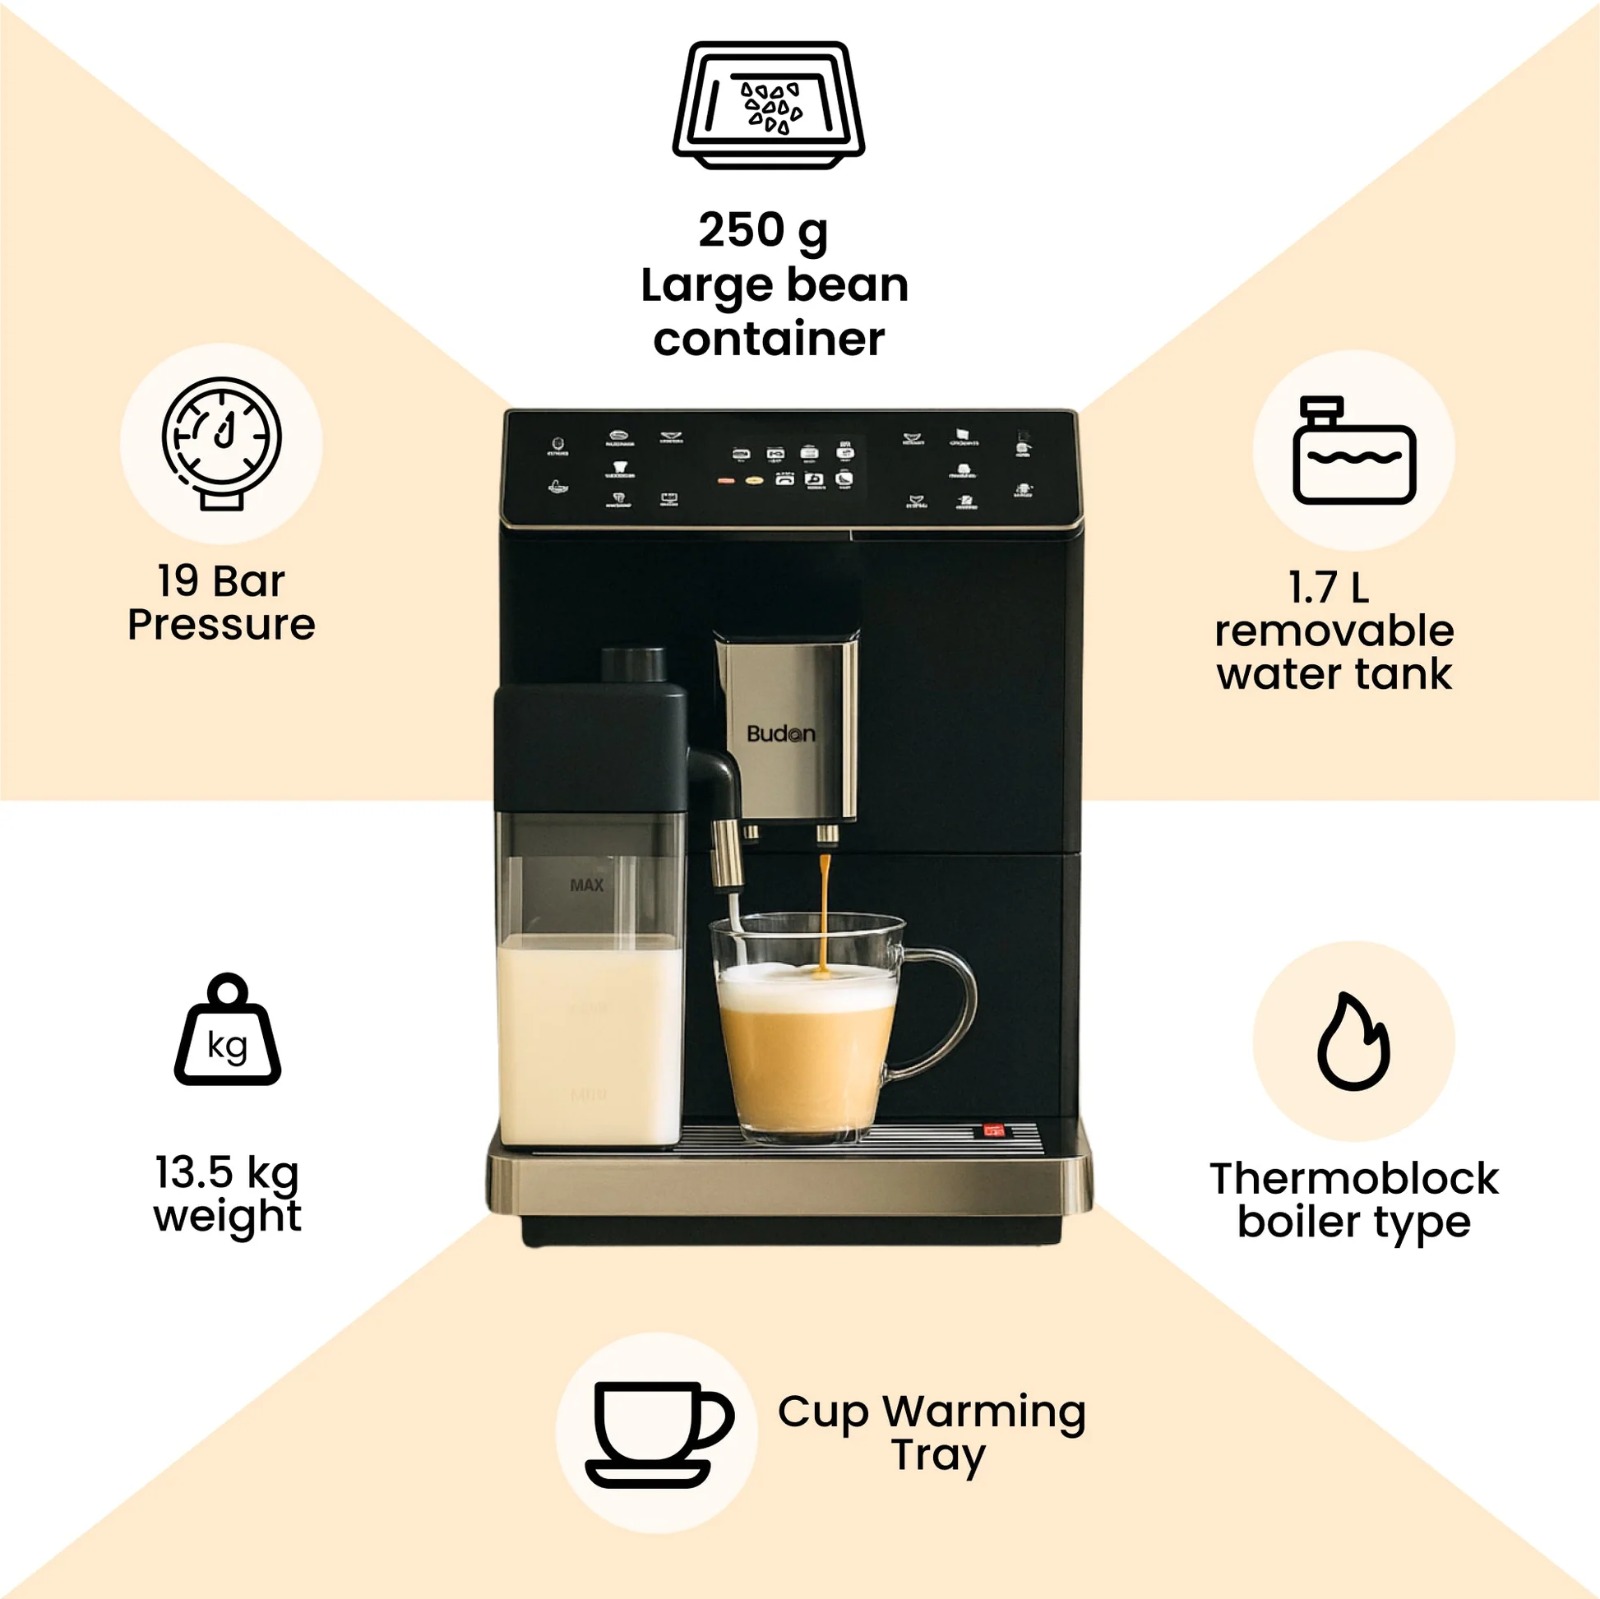 250 g
Large bean
container
19 Bar
Pressure
1.7 L
removable
water tank
Budan
MAX
kg
13.5 kg
weight
Thermoblock
boiler type
Cup Warming
Tray